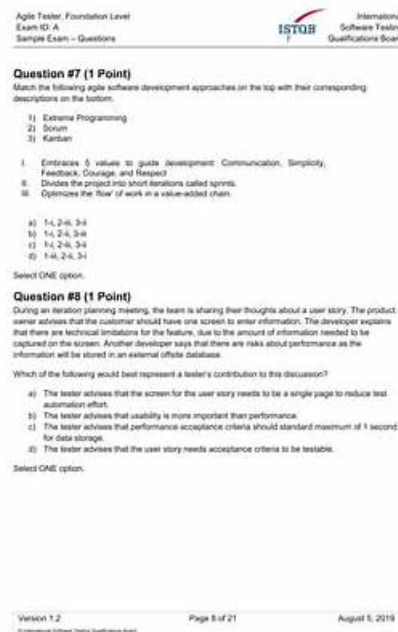 Agile Tester, Foundation Level
Exam ID: A
Sample Exam – Questions
ISTQB
Internationa
Software Testin
Qualifications Boar
Question #7 (1 Point)
Match the following agile software development approaches on the top with their corresponding
descriptions on the bottom.
1) Extreme Programming
2) Scrum
3) Kanban
I. Embraces 5 values to guide development: Communication, Simplicity,
Feedback, Courage, and Respect
II. Divides the project into short iterations called sprints.
III. Optimizes the 'flow' of work in a value-added chain.
a) 1-i, 2-iii, 3-ii
b) 1-i, 2-ii, 3-iii
c)
d) 1-iii, 2-ii, 3-i
Select ONE option.
Question #8 (1 Point)
During an iteration planning meeting, the team is sharing their thoughts about a user story. The product
owner advises that the customer should have one screen to enter information. The developer explains
that there are technical limitations for the feature, due to the amount of information needed to be
captured on the screen. Another developer says that there are risks about performance as the
information will be stored in an external offsite database.
Which of the following would best represent a tester's contribution to this discussion?
a) The tester advises that the screen for the user story needs to be a single page to reduce test
automation effort.
b) The tester advises that usability is more important than performance.
c) The tester advises that performance acceptance criteria should standard maximum of 1 second
for data storage.
d) The tester advises that the user story needs acceptance criteria to be testable.
Select ONE option.
Version 1.2
Page 8 of 21
August 5, 2019
© International Software Testing Qualifications Board